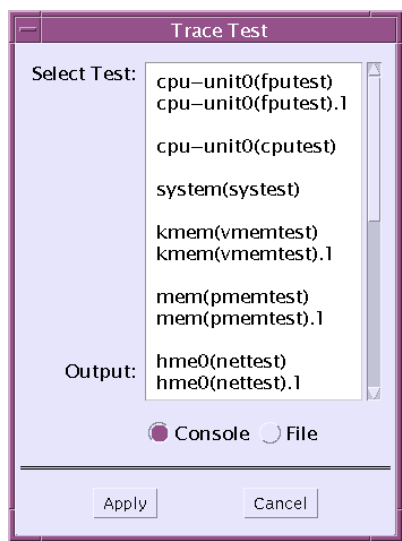 Trace Test
Select Test:
cpu-unit0(fputest)
cpu-unit0(fputest).1
cpu-unit0(cputest)
system(systest)
kmem(vmemtest)
kmem(vmemtest).1
mem(pmemtest)
mem(pmemtest).1
hme0(nettest)
hme0(nettest).1
Output:
Console File
Apply Cancel